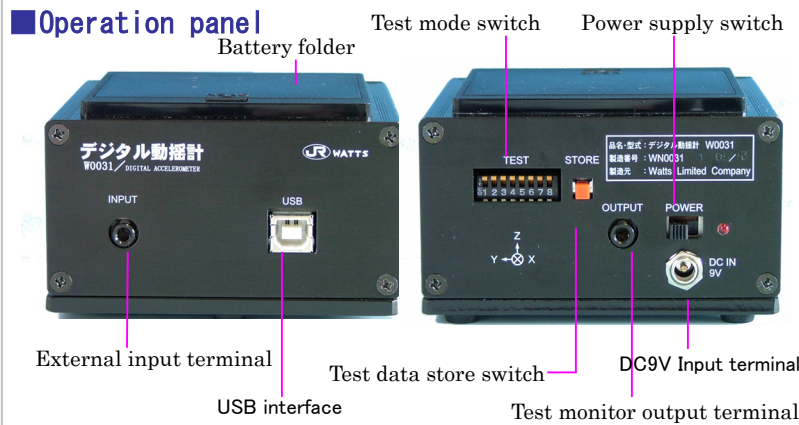 ■Operation panel
Battery folder
Test mode switch
Power supply switch
デジタル動揺計
W0031/DIGITAL ACCELEROMETER
JR WATTS
INPUT
USB
External input terminal
USB interface
TEST
STORE
品名・型式：デジタル動揺計 W0031
製造番号：WN0031
製造元：Watts Limited Company
1 2 3 4 5 6 7 8
OUTPUT
POWER
Z
Y X
DC IN
9V
DC9V Input terminal
Test data store switch
Test monitor output terminal